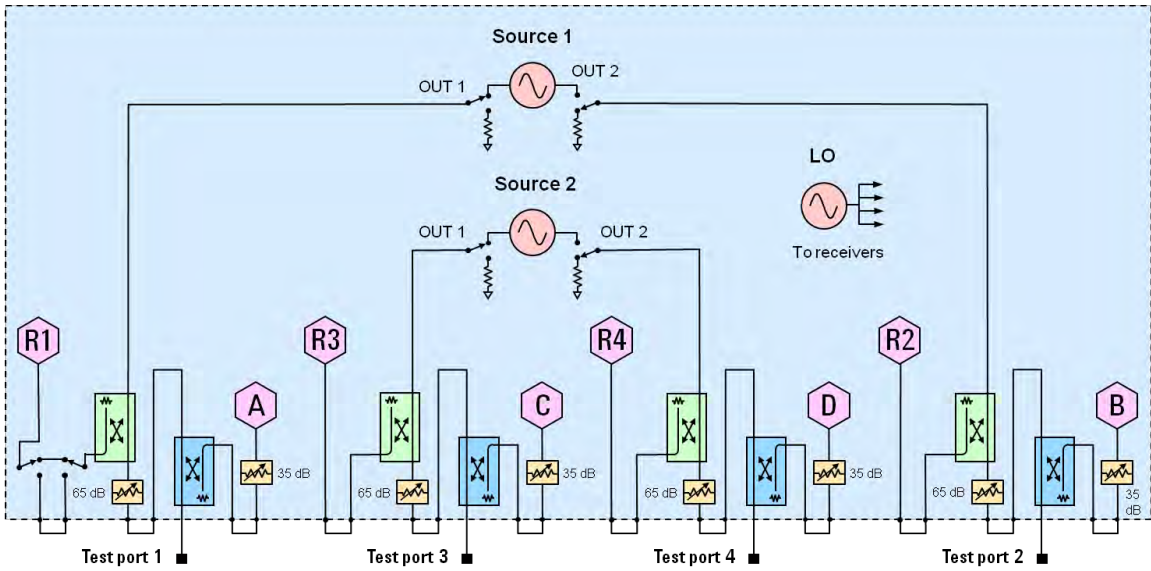 Source 1
OUT 1
OUT 2
LO
Source 2
OUT 1
OUT 2
To receivers
R1
R3
R4
R2
A
C
D
B
35 dB
35 dB
35 dB
35
dB
65 dB
65 dB
65 dB
65 dB
Test port 1
Test port 3
Test port 4
Test port 2